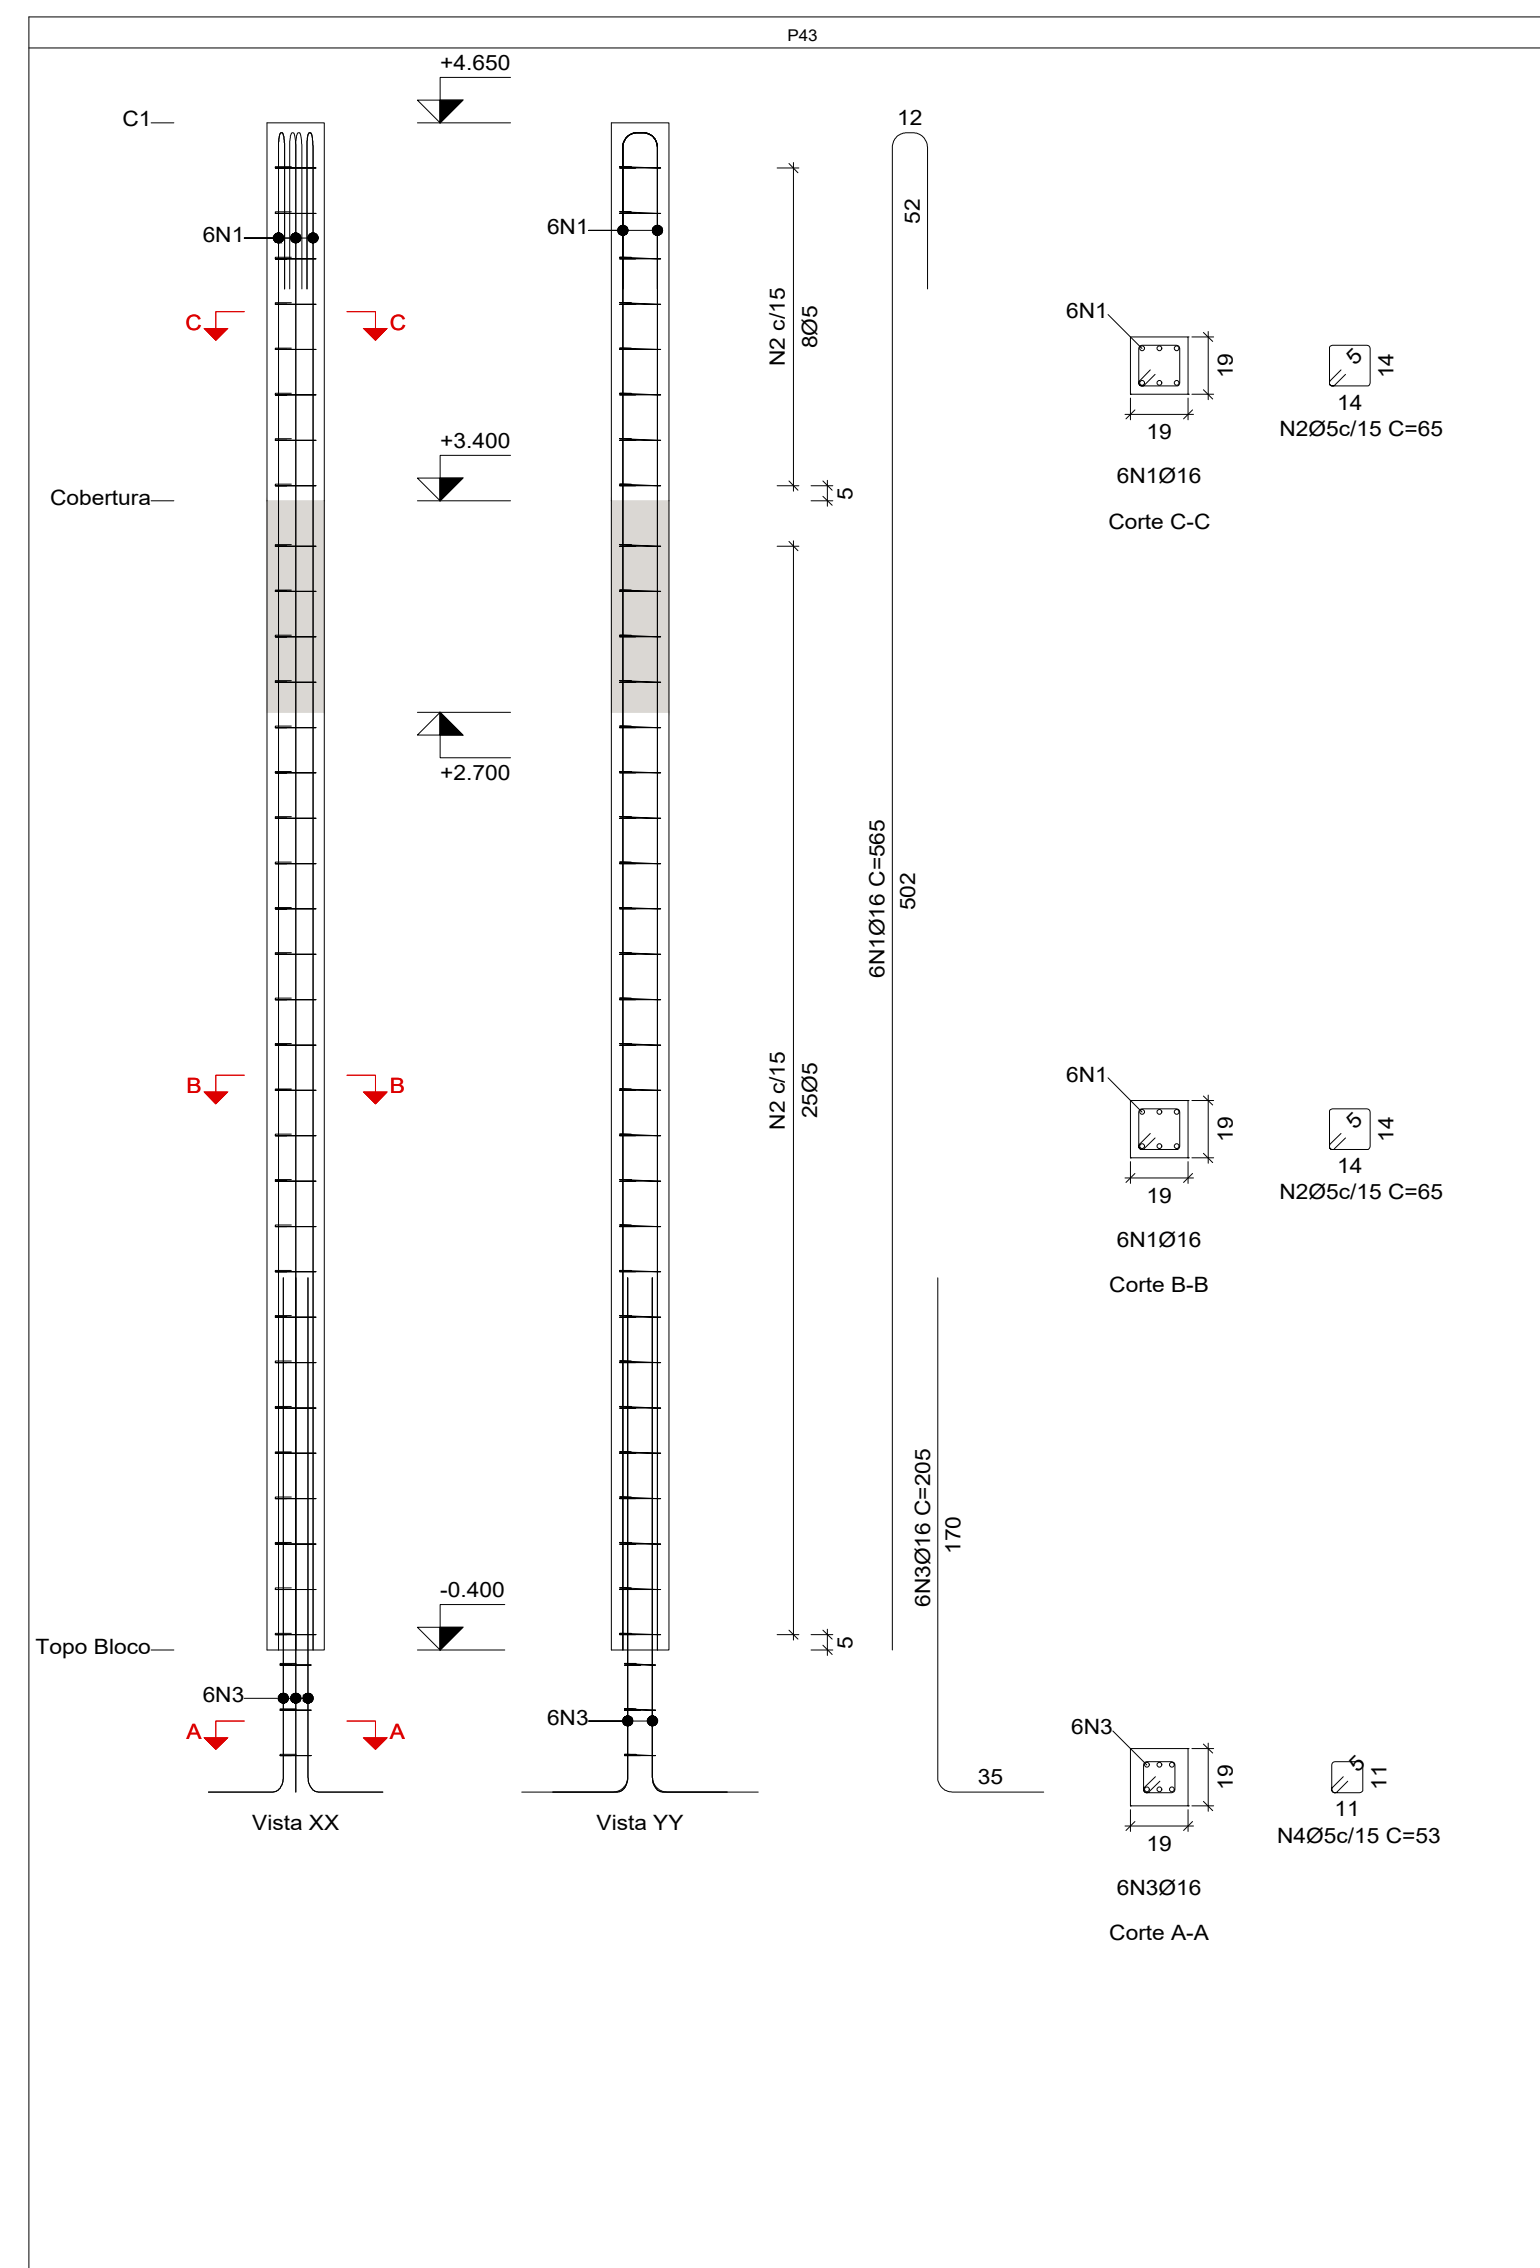 P43
+4.650
C1
12
52
6N1
6N1
C
C
N2 c/15
8Ø5
6N1
19
19
5
14
14
N2Ø5c/15 C=65
6N1Ø16
Corte C-C
+3.400
Cobertura
5
+2.700
6N1Ø16 C=565
502
B
B
N2 c/15
25Ø5
6N1
19
19
5
14
14
N2Ø5c/15 C=65
6N1Ø16
Corte B-B
6N3Ø16 C=205
170
-0.400
Topo Bloco
5
6N3
6N3
A
A
35
6N3
19
19
5
11
11
N4Ø5c/15 C=53
6N3Ø16
Corte A-A
Vista XX
Vista YY